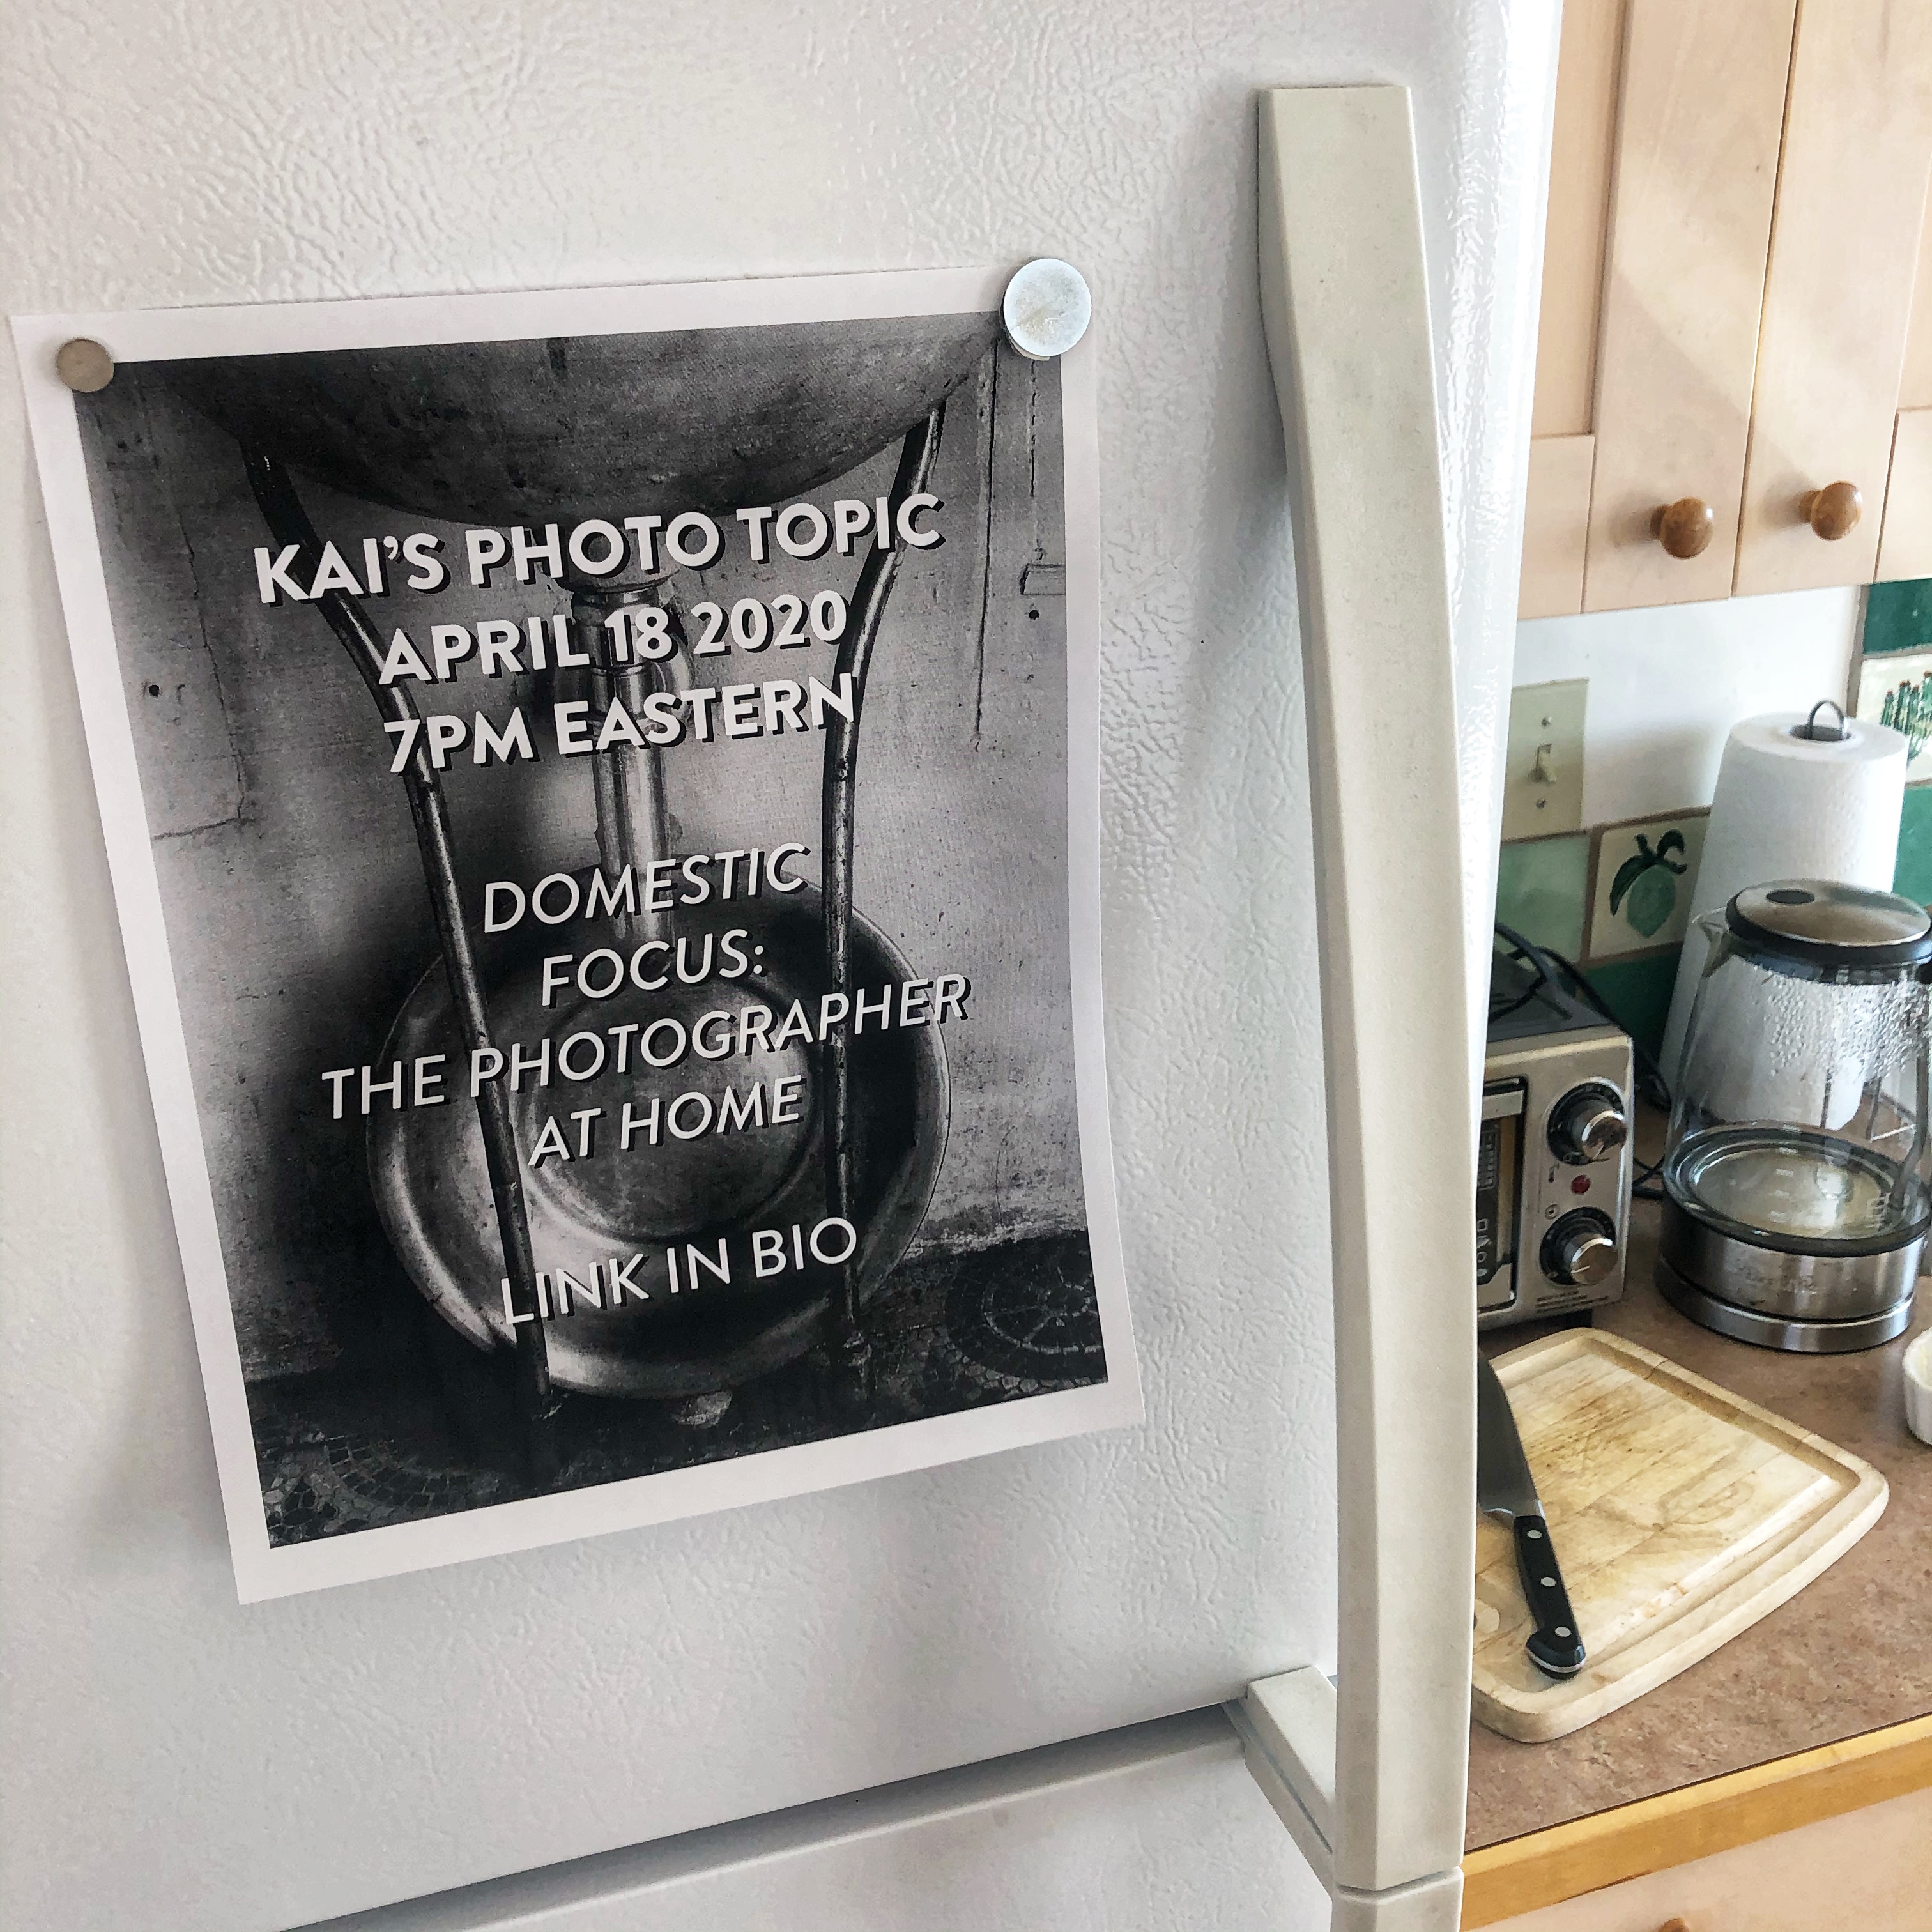 KAI'S PHOTO TOPIC
APRIL 18 2020
7PM EASTERN
DOMESTIC
FOCUS:
THE PHOTOGRAPHER
AT HOME
LINK IN BIO